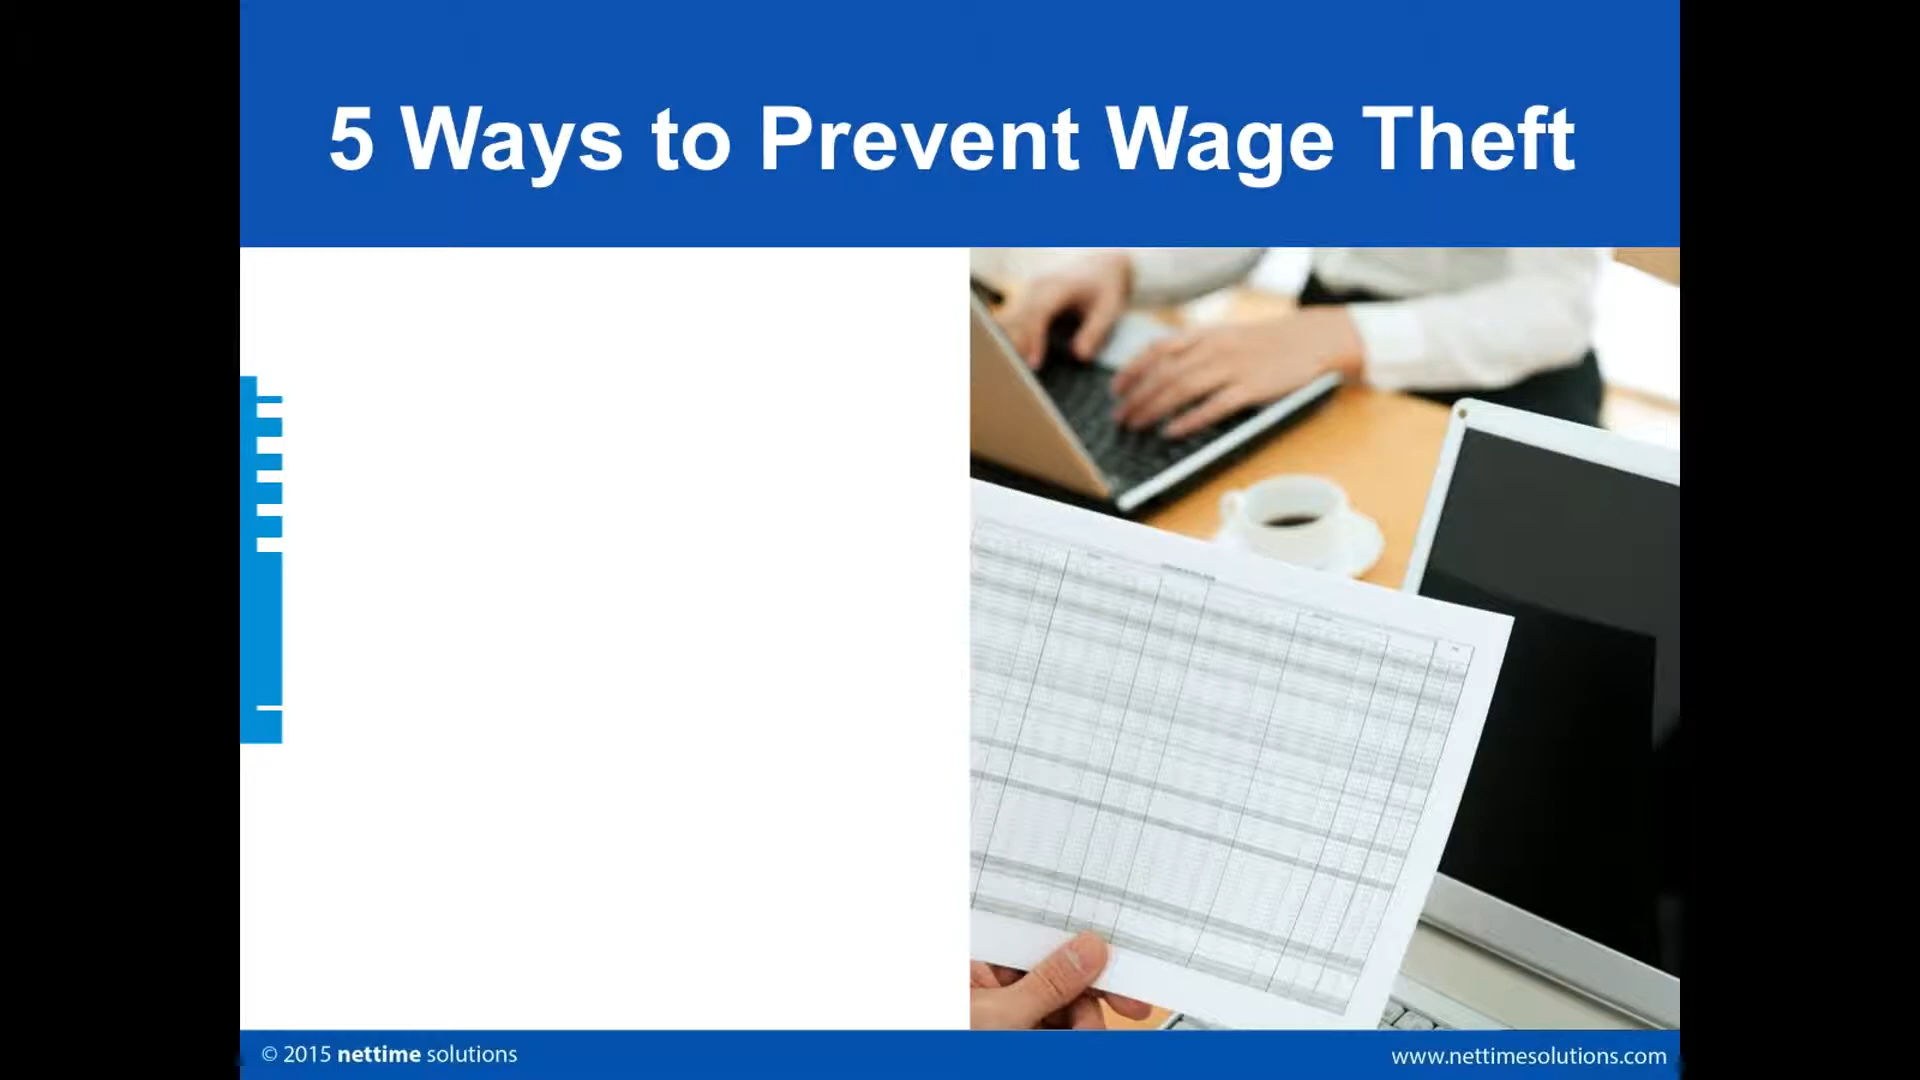 5 Ways to Prevent Wage Theft
© 2015 nettime solutions
www.nettimesolutions.com